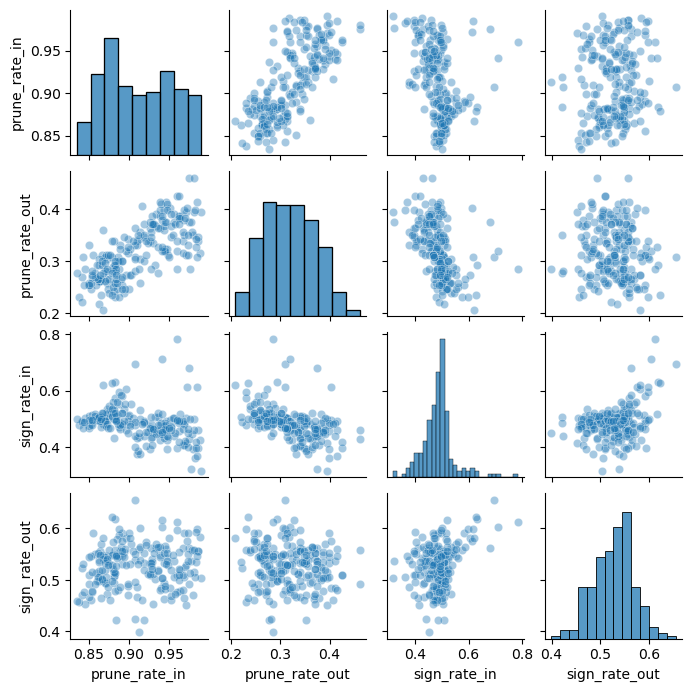 prune_rate_in
0.95
0.90
0.85
prune_rate_out
0.4
0.3
0.2
sign_rate_in
0.8
0.6
0.4
sign_rate_out
0.6
0.5
0.4
0.85 0.90 0.95
0.2 0.3 0.4
0.4 0.6 0.8
0.4 0.5 0.6
prune_rate_in prune_rate_out sign_rate_in sign_rate_out